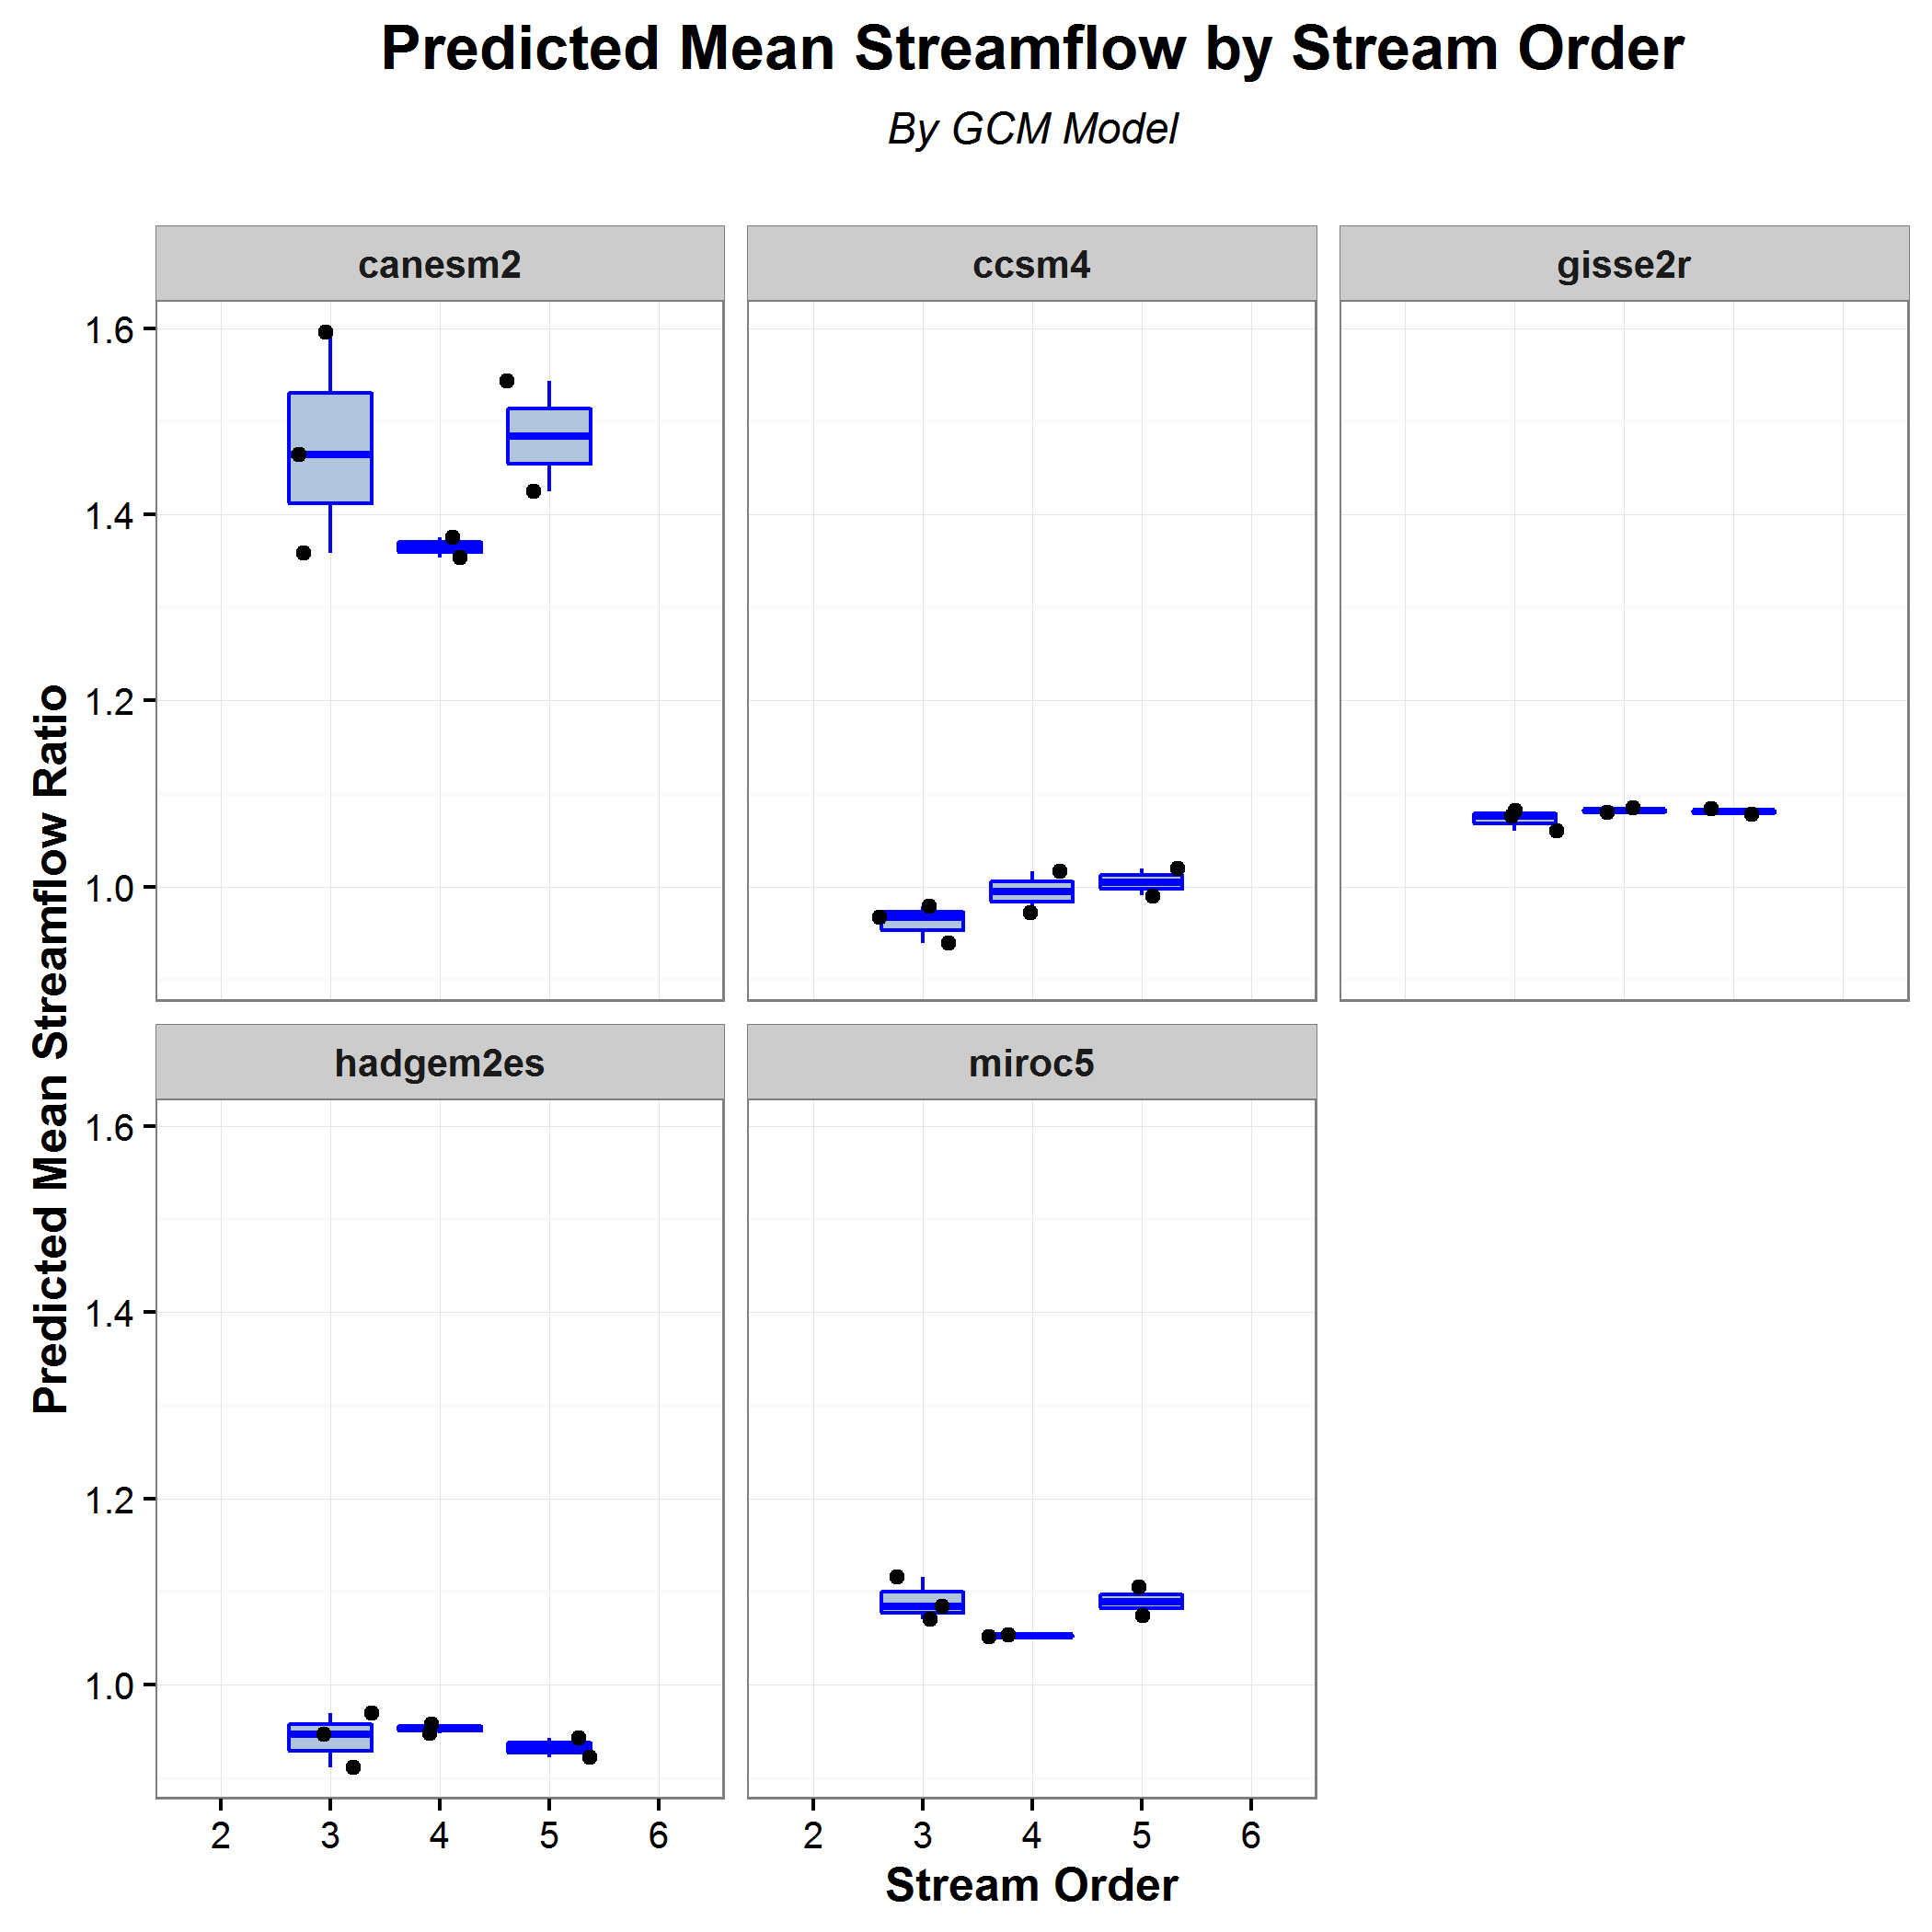 Predicted Mean Streamflow by Stream Order
By GCM Model
canesm2
ccsm4
gisse2r
1.6
1.4
1.2
1.0
Predicted Mean Streamflow Ratio
hadgem2es
miroc5
1.6
1.4
1.2
1.0
2 3 4 5 6
2 3 4 5 6
Stream Order